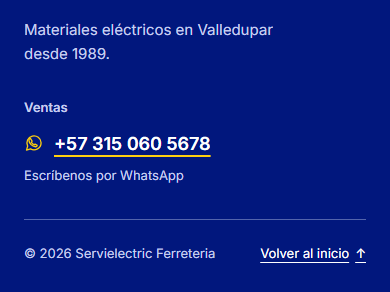 Materiales eléctricos en Valledupar
desde 1989.
Ventas
+57 315 060 5678
Escríbenos por WhatsApp
© 2026 Servielectric Ferreteria
Volver al inicio ↑